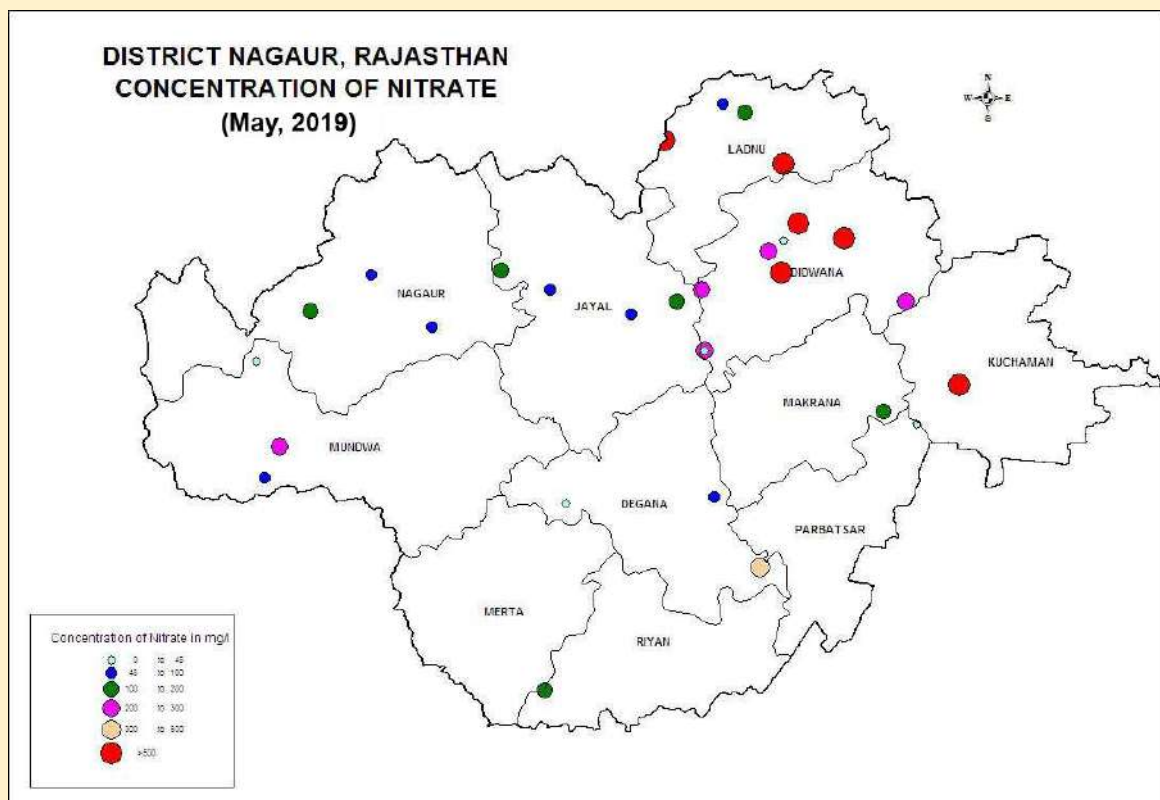 DISTRICT NAGAUR, RAJASTHAN
CONCENTRATION OF NITRATE
(May, 2019)
N
W E
S
LADNU
DIDWANA
NAGAUR
JAYAL
KUCHAMAN
MAKRANA
MUNDWA
DEGANA
PARBATSAR
MERTA
RIYAN
Concentration of Nitrate in mg/l
0 to 45
45 to 100
100 to 200
200 to 300
300 to 500
>500